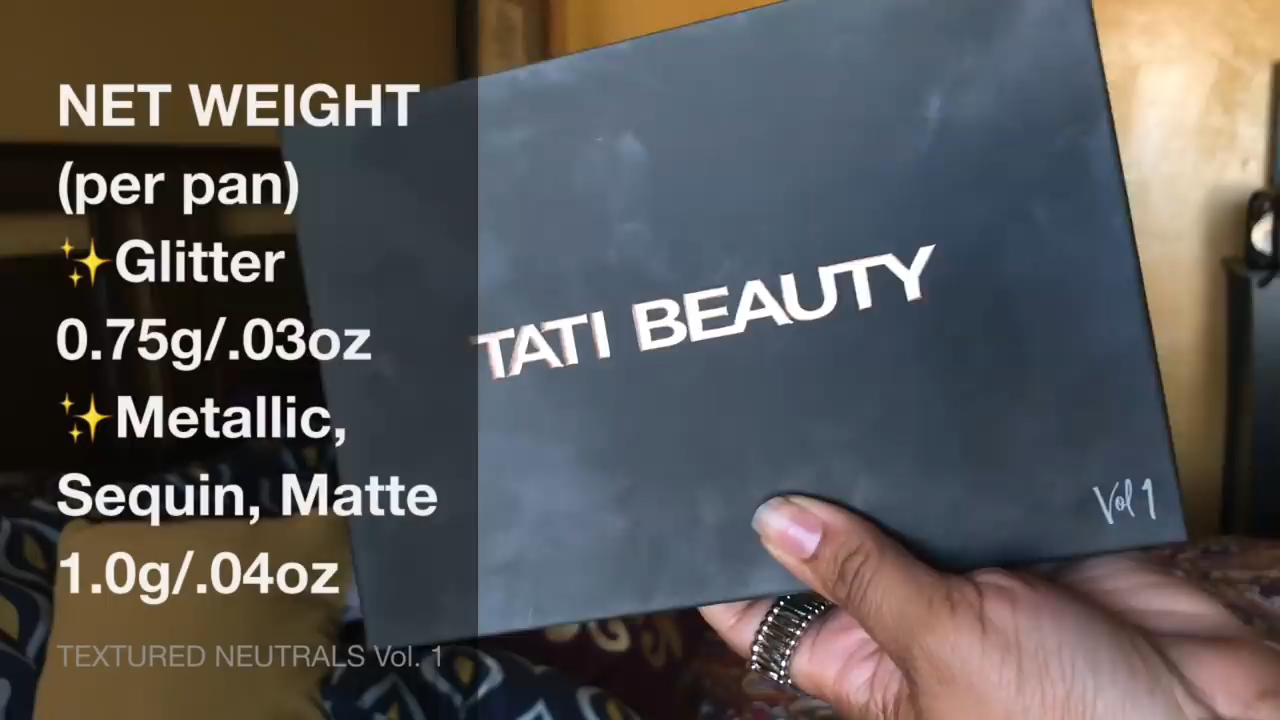 NET WEIGHT
(per pan)
✨Glitter
0.75g/.03oz
✨Metallic,
Sequin, Matte
1.0g/.04oz
TEXTURED NEUTRALS Vol. 1
TATI BEAUTY
Vol 1